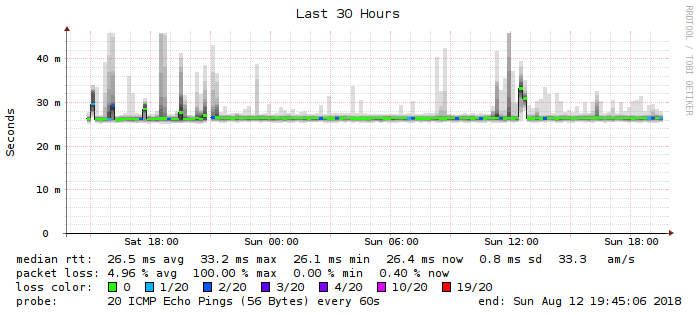 Last 30 Hours
RRDTOOL / TOBI OETIKER
Seconds
40 m
30 m
20 m
10 m
0
Sat 18:00 Sun 00:00 Sun 06:00 Sun 12:00 Sun 18:00
median rtt: 26.5 ms avg 33.2 ms max 26.1 ms min 26.4 ms now 0.8 ms sd 33.3 am/s
packet loss: 4.96 % avg 100.00 % max 0.00 % min 0.40 % now
loss color: 0 1/20 2/20 3/20 4/20 10/20 19/20
probe: 20 ICMP Echo Pings (56 Bytes) every 60s end: Sun Aug 12 19:45:06 2018